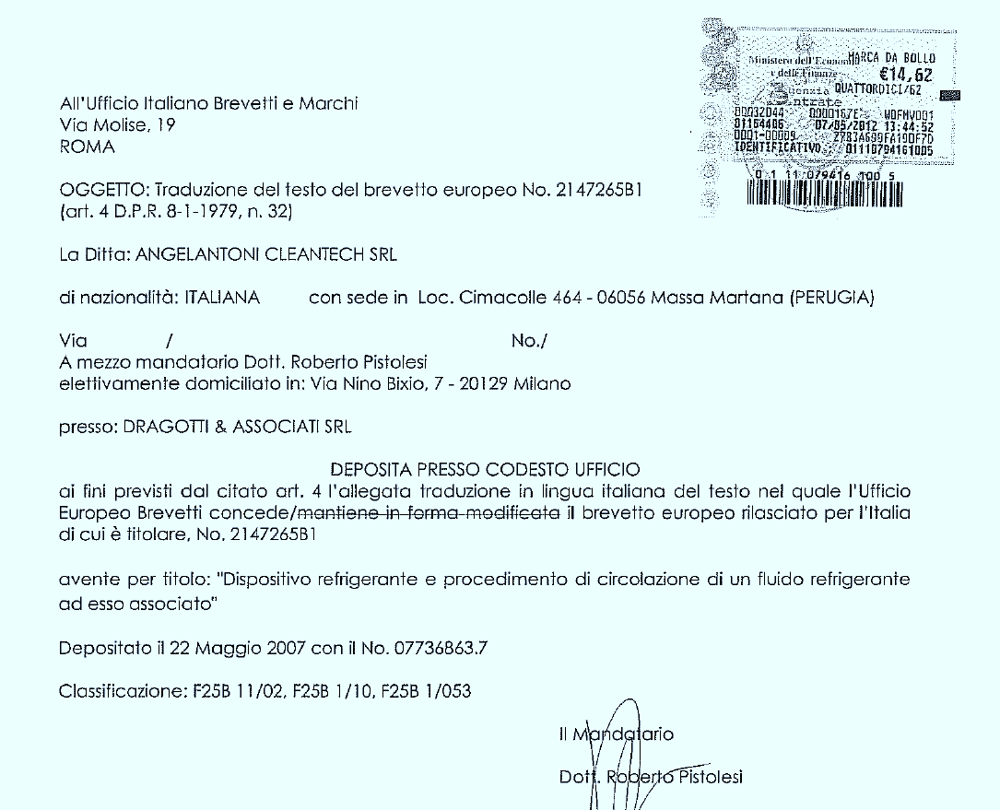 Ministero dell'Economia MARCA DA BOLLO
e delle Finanze €14,62
genzia QUATTORDICI/62
ntrate
00032044 0000167E W0FMV001
01164406 07/05/2012 13:44:52
0001-00009 2783A699FA190F7D
IDENTIFICATIVO 01110794161005
0 1 11 079416 100 5
All'Ufficio Italiano Brevetti e Marchi
Via Molise, 19
ROMA
OGGETTO: Traduzione del testo del brevetto europeo No. 2147265B1
(art. 4 D.P.R. 8-1-1979, n. 32)
La Ditta: ANGELANTONI CLEANTECH SRL
di nazionalità: ITALIANA con sede in Loc. Cimacolle 464 - 06056 Massa Martana (PERUGIA)
Via / No./
A mezzo mandatario Dott. Roberto Pistolesi
elettivamente domiciliato in: Via Nino Bixio, 7 - 20129 Milano
presso: DRAGOTTI & ASSOCIATI SRL
DEPOSITA PRESSO CODESTO UFFICIO
ai fini previsti dal citato art. 4 l'allegata traduzione in lingua italiana del testo nel quale l'Ufficio
Europeo Brevetti concede/mantiene in forma modificata il brevetto europeo rilasciato per l'Italia
di cui è titolare, No. 2147265B1
avente per titolo: "Dispositivo refrigerante e procedimento di circolazione di un fluido refrigerante
ad esso associato"
Depositato il 22 Maggio 2007 con il No. 07736863.7
Classificazione: F25B 11/02, F25B 1/10, F25B 1/053
Il Mandatario
Dott. Roberto Pistolesi